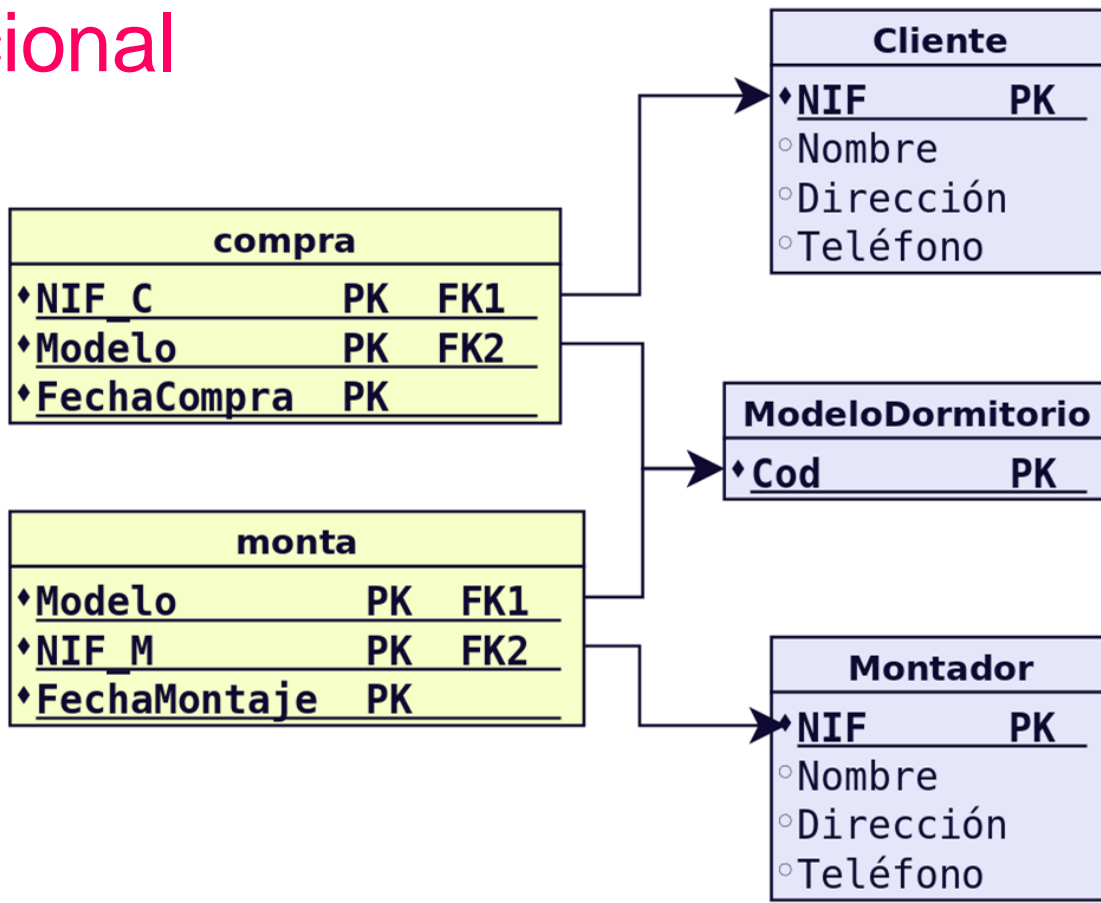 cional
Cliente
NIF PK
Nombre
Dirección
Teléfono
compra
NIF_C PK FK1
Modelo PK FK2
FechaCompra PK
ModeloDormitorio
Cod PK
monta
Modelo PK FK1
NIF_M PK FK2
FechaMontaje PK
Montador
NIF PK
Nombre
Dirección
Teléfono